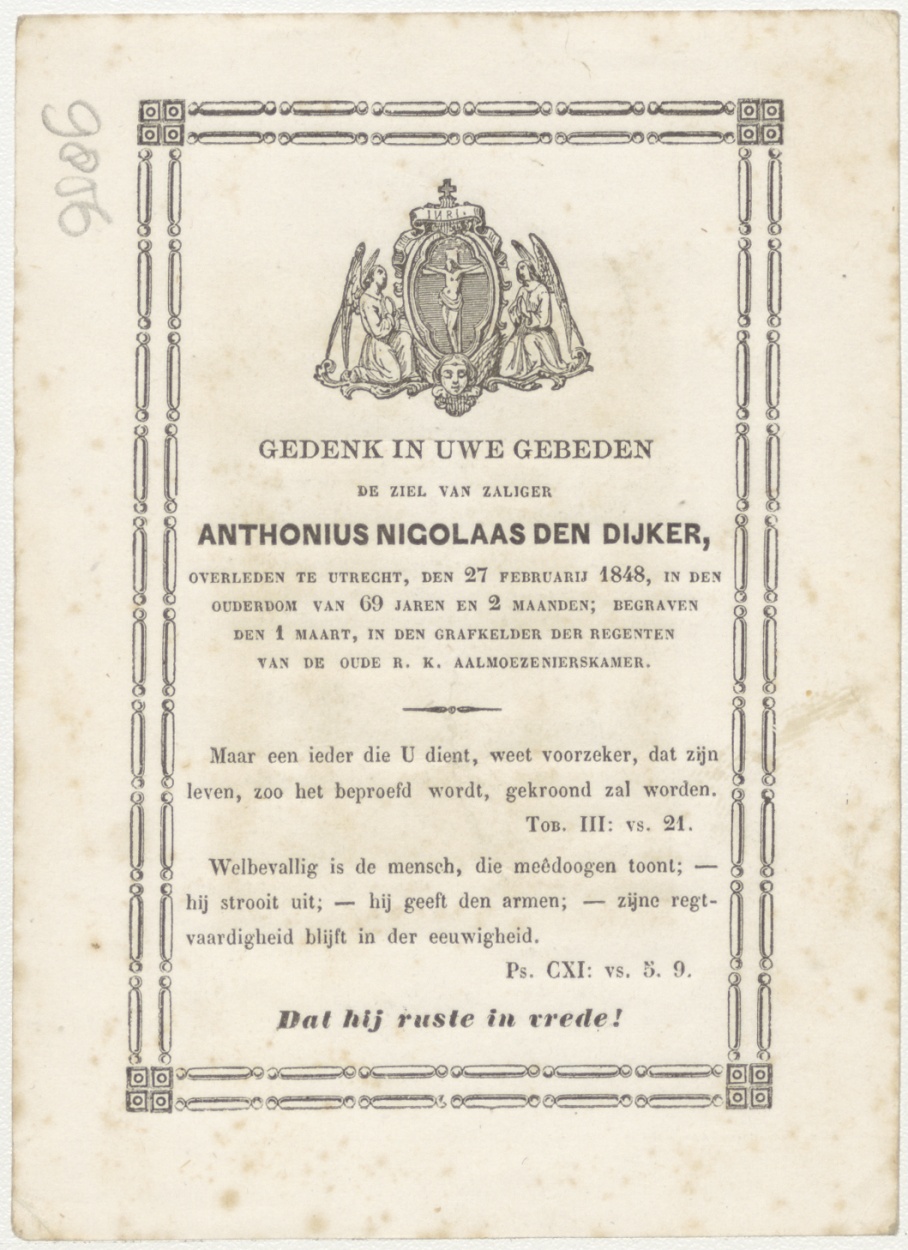 INRI.
GEDENK IN UWE GEBEDEN
DE ZIEL VAN ZALIGER
ANTHONIUS NICOLAAS DEN DIJKER,
OVERLEDEN TE UTRECHT, DEN 27 FEBRUARIJ 1848, IN DEN
OUDERDOM VAN 69 JAREN EN 2 MAANDEN; BEGRAVEN
DEN 1 MAART, IN DEN GRAFKELDER DER REGENTEN
VAN DE OUDE R. K. AALMOEZENIERSKAMER.
Maar een ieder die U dient, weet voorzeker, dat zijn
leven, zoo het beproefd wordt, gekroond zal worden.
TOB. III: vs. 21.
Welbevallig is de mensch, die meêdoogen toont; —
hij strooit uit; — hij geeft den armen; — zijne regt-
vaardigheid blijft in der eeuwigheid.
Ps. CXI: vs. 5. 9.
Dat hij ruste in vrede!